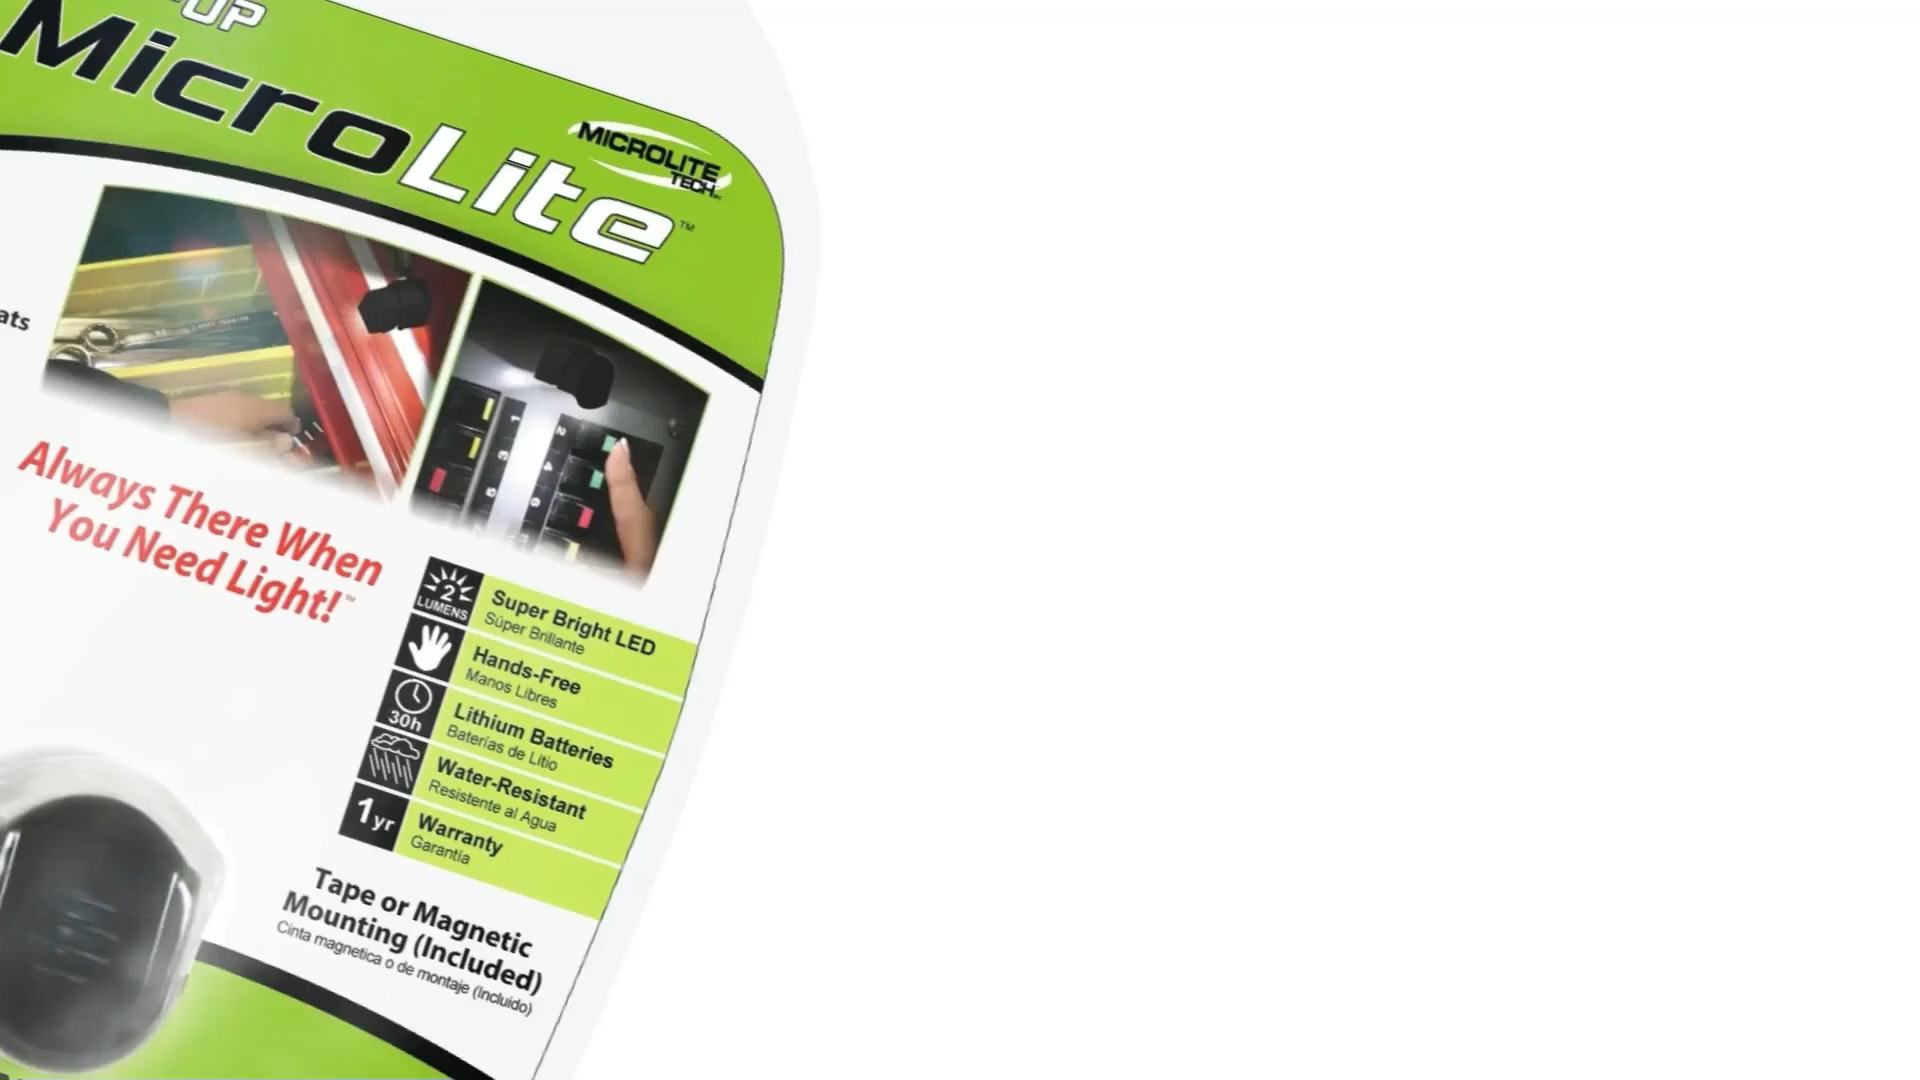 -UP
MicroLite™
MICROLITE
TECH
ats
Always There When
You Need Light!™
2
LUMENS
Super Bright LED
Súper Brillante
Hands-Free
Manos Libres
30h
Lithium Batteries
Baterías de Litio
Water-Resistant
Resistente al Agua
1yr
Warranty
Garantía
Tape or Magnetic
Mounting (Included)
Cinta magnetica o de montaje (Incluido)